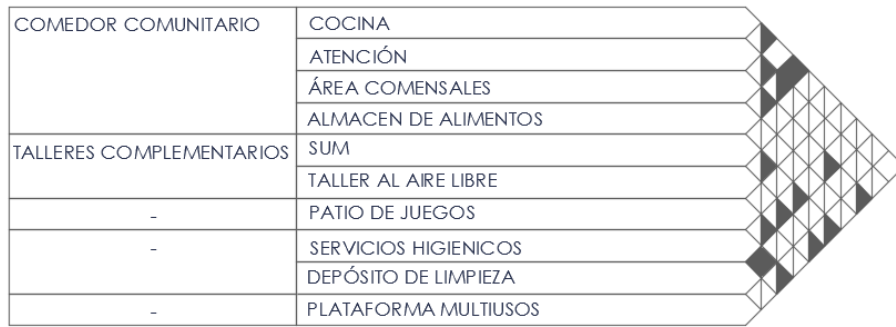 COMEDOR COMUNITARIO
COCINA
ATENCIÓN
ÁREA COMENSALES
ALMACEN DE ALIMENTOS
TALLERES COMPLEMENTARIOS
SUM
TALLER AL AIRE LIBRE
-
PATIO DE JUEGOS
-
SERVICIOS HIGIENICOS
DEPÓSITO DE LIMPIEZA
-
PLATAFORMA MULTIUSOS